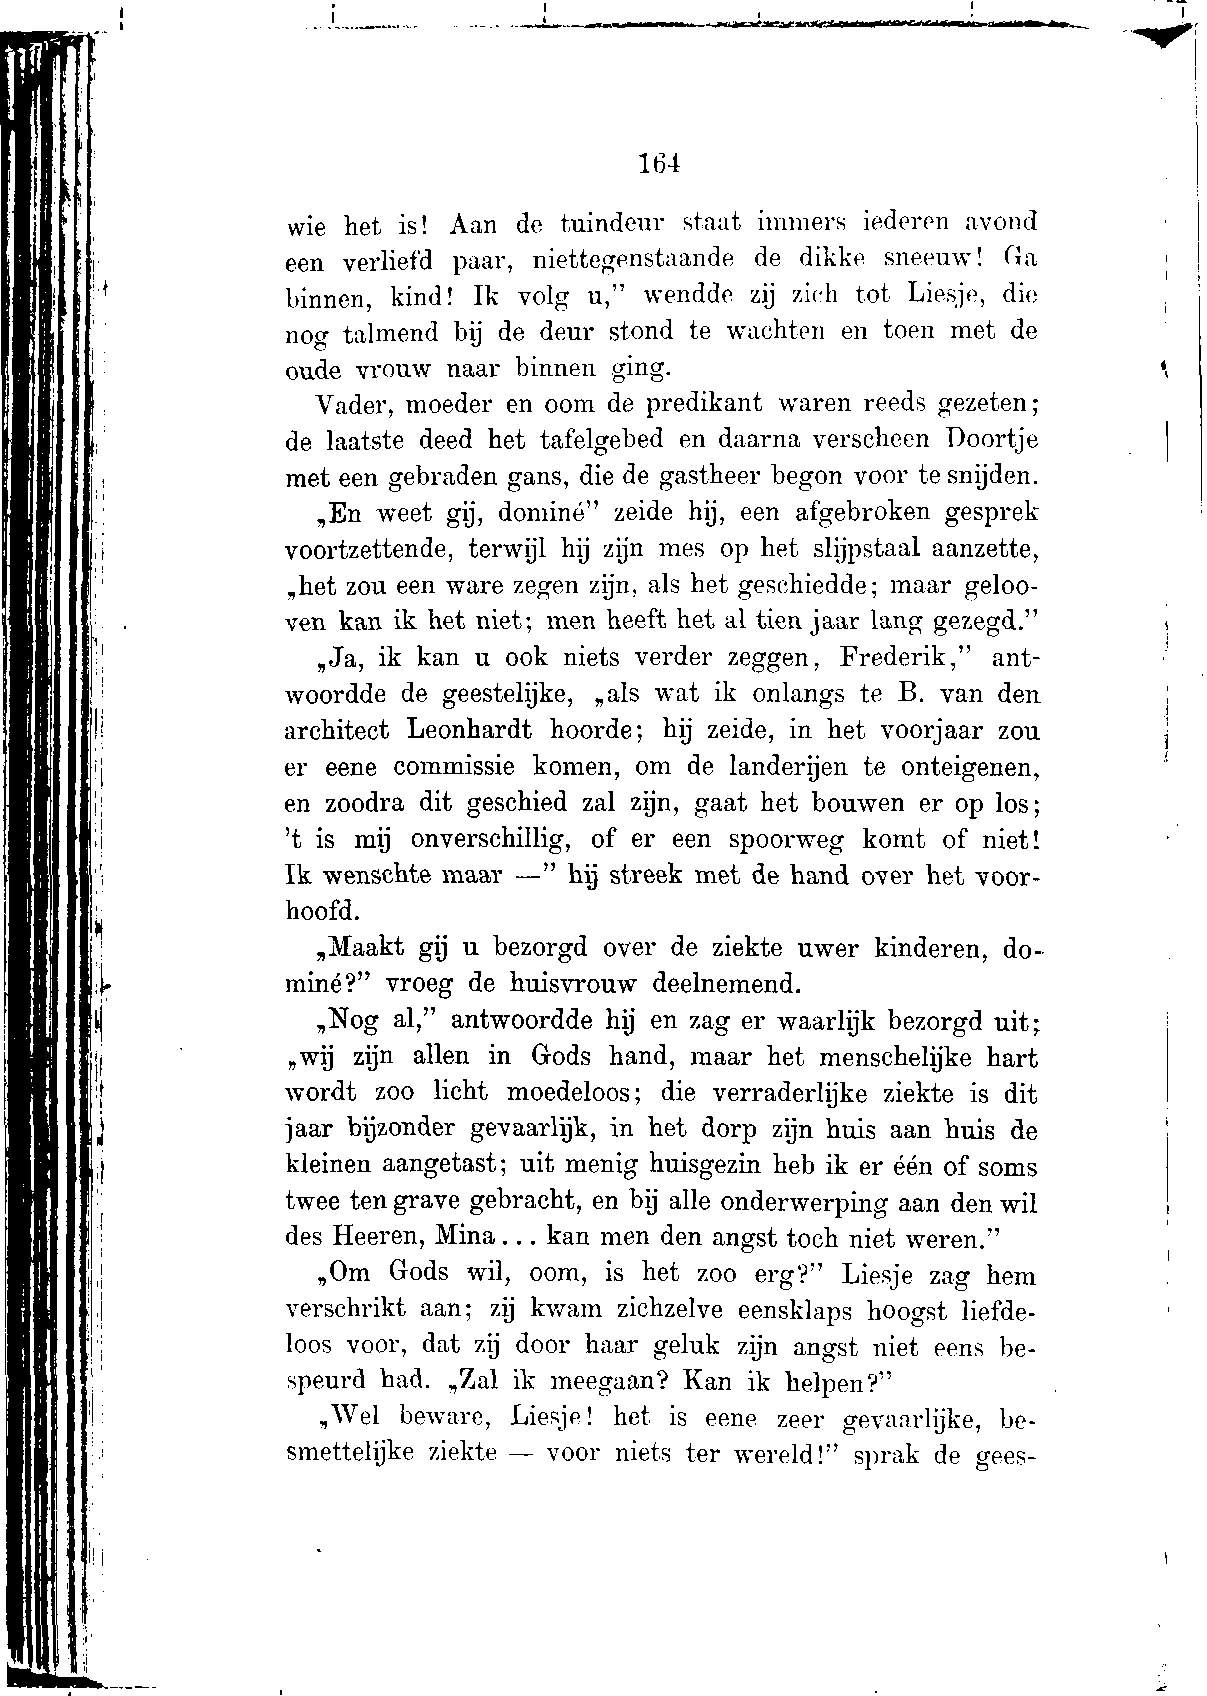 164
wie het is! Aan de tuindeur staat immers iederen avond
een verliefd paar, niettegenstaande de dikke sneeuw! Ga
binnen, kind! Ik volg u,” wendde zij zich tot Liesje, die
nog talmend bij de deur stond te wachten en toen met de
oude vrouw naar binnen ging.
Vader, moeder en oom de predikant waren reeds gezeten;
de laatste deed het tafelgebed en daarna verscheen Doortje
met een gebraden gans, die de gastheer begon voor te snijden.
„En weet gij, dominé” zeide hij, een afgebroken gesprek
voortzettende, terwijl hij zijn mes op het slijpstaal aanzette,
„het zou een ware zegen zijn, als het geschiedde; maar geloo-
ven kan ik het niet; men heeft het al tien jaar lang gezegd.”
„Ja, ik kan u ook niets verder zeggen, Frederik,” ant-
woordde de geestelijke, „als wat ik onlangs te B. van den
architect Leonhardt hoorde; hij zeide, in het voorjaar zou
er eene commissie komen, om de landerijen te onteigenen,
en zoodra dit geschied zal zijn, gaat het bouwen er op los;
’t is mij onverschillig, of er een spoorweg komt of niet!
Ik wenschte maar —” hij streek met de hand over het voor-
hoofd.
„Maakt gij u bezorgd over de ziekte uwer kinderen, do-
miné?” vroeg de huisvrouw deelnemend.
„Nog al,” antwoordde hij en zag er waarlijk bezorgd uit;
„wij zijn allen in Gods hand, maar het menschelijke hart
wordt zoo licht moedeloos; die verraderlijke ziekte is dit
jaar bijzonder gevaarlijk, in het dorp zijn huis aan huis de
kleinen aangetast; uit menig huisgezin heb ik er één of soms
twee ten grave gebracht, en bij alle onderwerping aan den wil
des Heeren, Mina... kan men den angst toch niet weren.”
„Om Gods wil, oom, is het zoo erg?” Liesje zag hem
verschrikt aan; zij kwam zichzelve eensklaps hoogst liefde-
loos voor, dat zij door haar geluk zijn angst niet eens be-
speurd had. „Zal ik meegaan? Kan ik helpen?”
„Wel beware, Liesje! het is eene zeer gevaarlijke, be-
smettelijke ziekte — voor niets ter wereld!” sprak de gees-